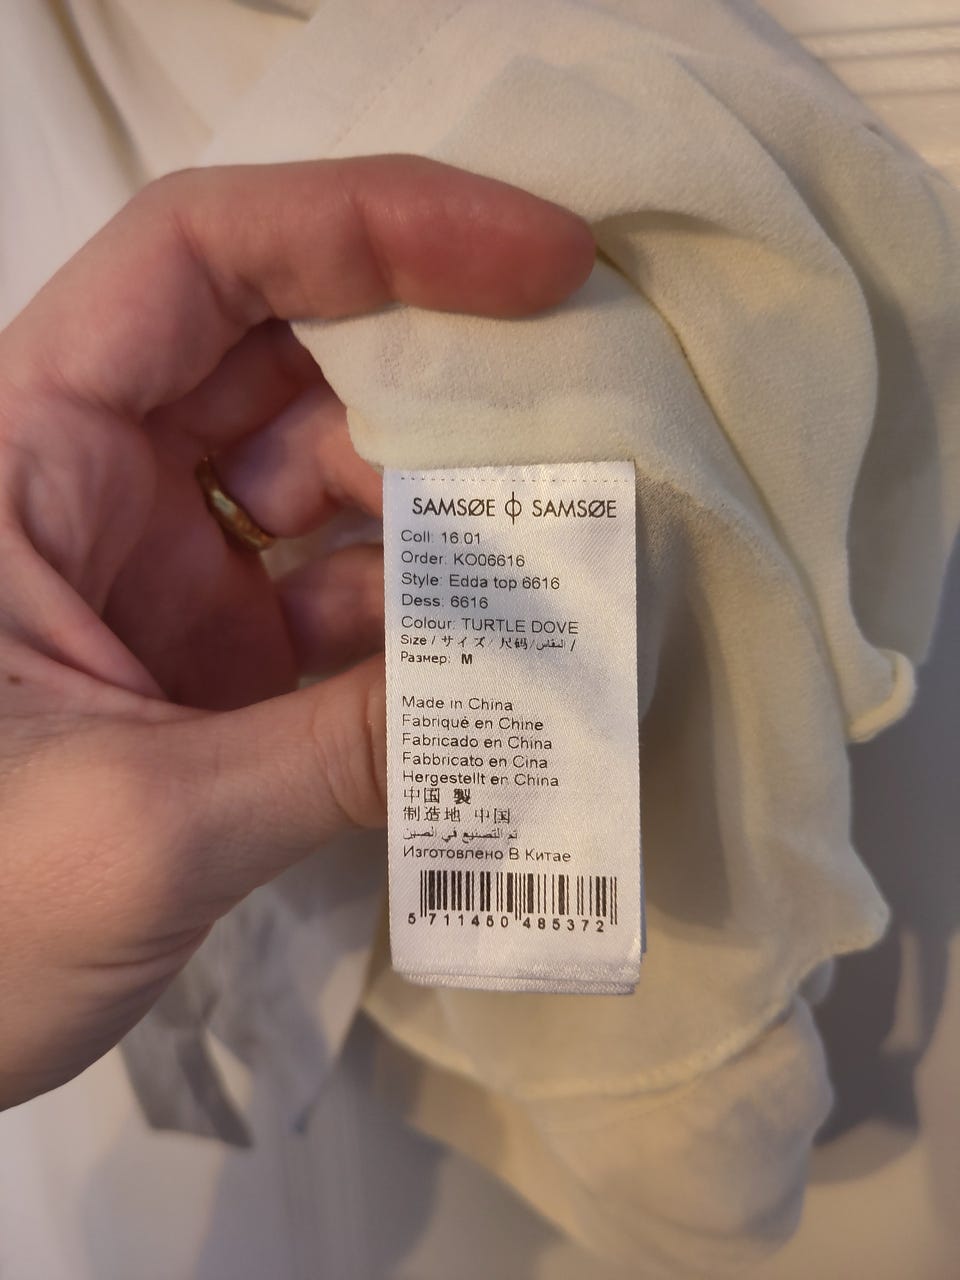 SAMSØE ϕ SAMSØE
Coll: 16.01
Order: KO06616
Style: Edda top 6616
Dess: 6616
Colour: TURTLE DOVE
Size / サイズ / 尺码/المقاس /
Размер: M
Made in China
Fabriqué en Chine
Fabricado en China
Fabbricato en Cina
Hergestellt en China
中国 製
制造地 中国
تم التصنيع في الصين
Изготовлено В Китае
5 711450 485372